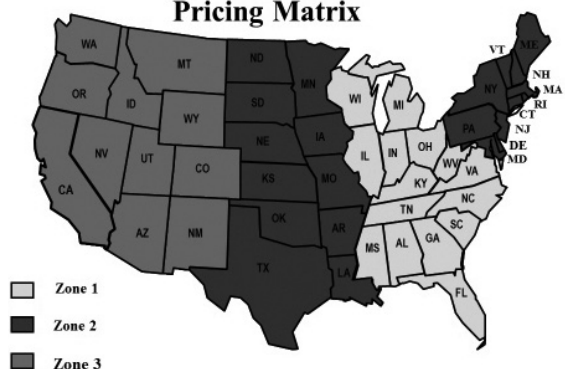 Pricing Matrix
WA
MT
ND
MN
VT
ME
OR
ID
SD
WI
MI
NY
NH
MA
RI
CT
WY
NE
IA
PA
NJ
DE
MD
NV
UT
CO
KS
MO
IL
IN
OH
WV
VA
CA
KY
NC
AZ
NM
OK
AR
TN
SC
TX
LA
MS
AL
GA
FL
Zone 1
Zone 2
Zone 3